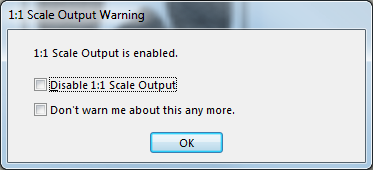 1:1 Scale Output Warning
1:1 Scale Output is enabled.
Disable 1:1 Scale Output
Don't warn me about this any more.
OK